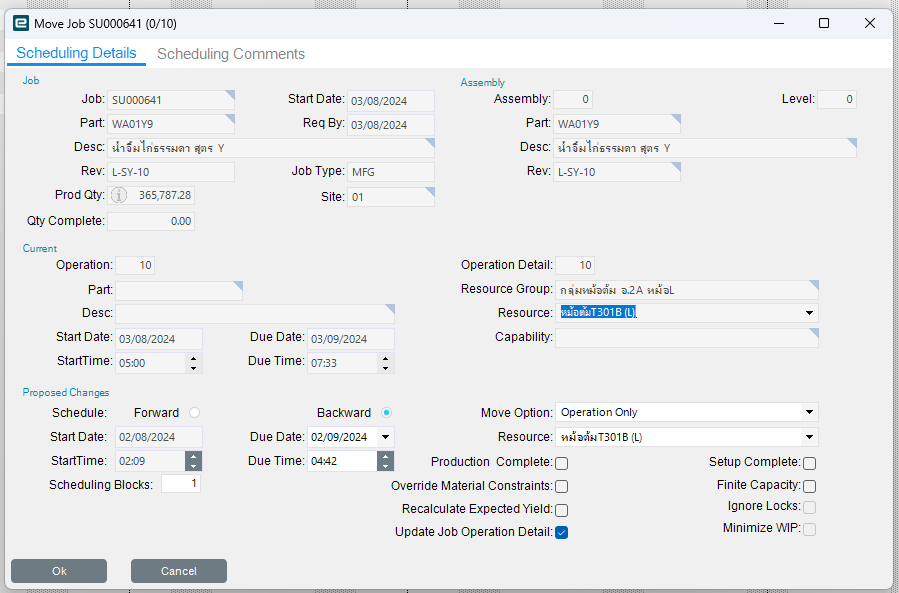 Move Job SU000641 (0/10)
Scheduling Details Scheduling Comments
Job
Job: SU000641 Start Date: 03/08/2024
Part: WA01Y9 Req By: 03/08/2024
Desc: น้ำจิ้มไก่ธรรมดา สูตร Y
Rev: L-SY-10 Job Type: MFG
Prod Qty: 365,787.28 Site: 01
Qty Complete: 0.00
Assembly
Assembly: 0 Level: 0
Part: WA01Y9
Desc: น้ำจิ้มไก่ธรรมดา สูตร Y
Rev: L-SY-10
Current
Operation: 10 Operation Detail: 10
Part: Resource Group: กลุ่มหม้อต้ม จ.2A หม้อL
Desc: Resource: หม้อต้มT301B (L)
Start Date: 03/08/2024 Due Date: 03/09/2024 Capability:
StartTime: 05:00 Due Time: 07:33
Proposed Changes
Schedule: Forward Backward Move Option: Operation Only
Start Date: 02/08/2024 Due Date: 02/09/2024 Resource: หม้อต้มT301B (L)
StartTime: 02:09 Due Time: 04:42 Production Complete: Setup Complete:
Scheduling Blocks: 1 Override Material Constraints: Finite Capacity:
Recalculate Expected Yield: Ignore Locks:
Update Job Operation Detail: Minimize WIP:
Ok Cancel